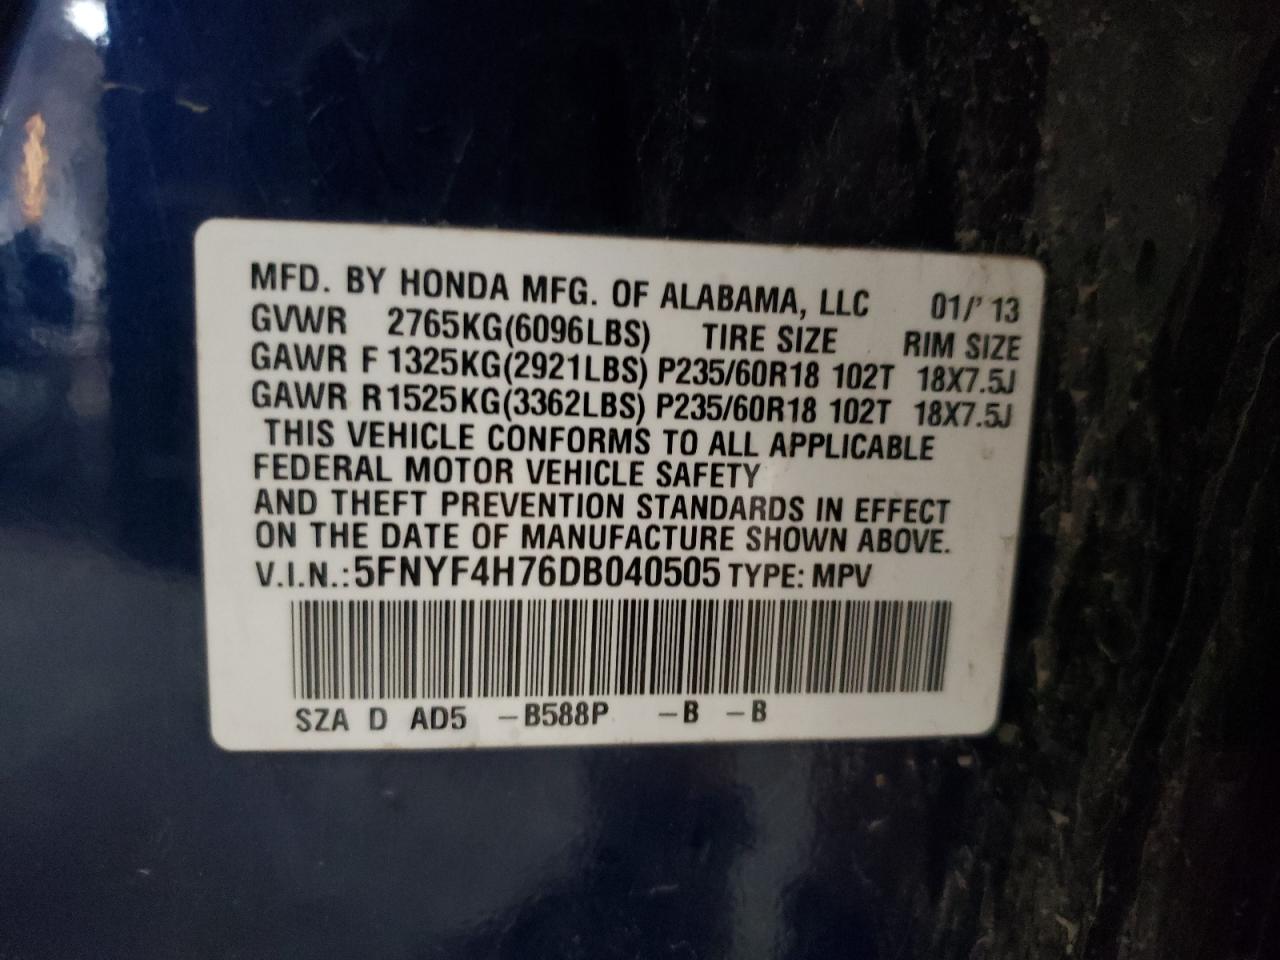 MFD. BY HONDA MFG. OF ALABAMA, LLC 01/'13
GVWR 2765KG(6096LBS) TIRE SIZE RIM SIZE
GAWR F 1325KG(2921LBS) P235/60R18 102T 18X7.5J
GAWR R 1525KG(3362LBS) P235/60R18 102T 18X7.5J
THIS VEHICLE CONFORMS TO ALL APPLICABLE
FEDERAL MOTOR VEHICLE SAFETY
AND THEFT PREVENTION STANDARDS IN EFFECT
ON THE DATE OF MANUFACTURE SHOWN ABOVE.
V.I.N.: 5FNYF4H76DB040505 TYPE: MPV
SZA D AD5 –B588P –B –B